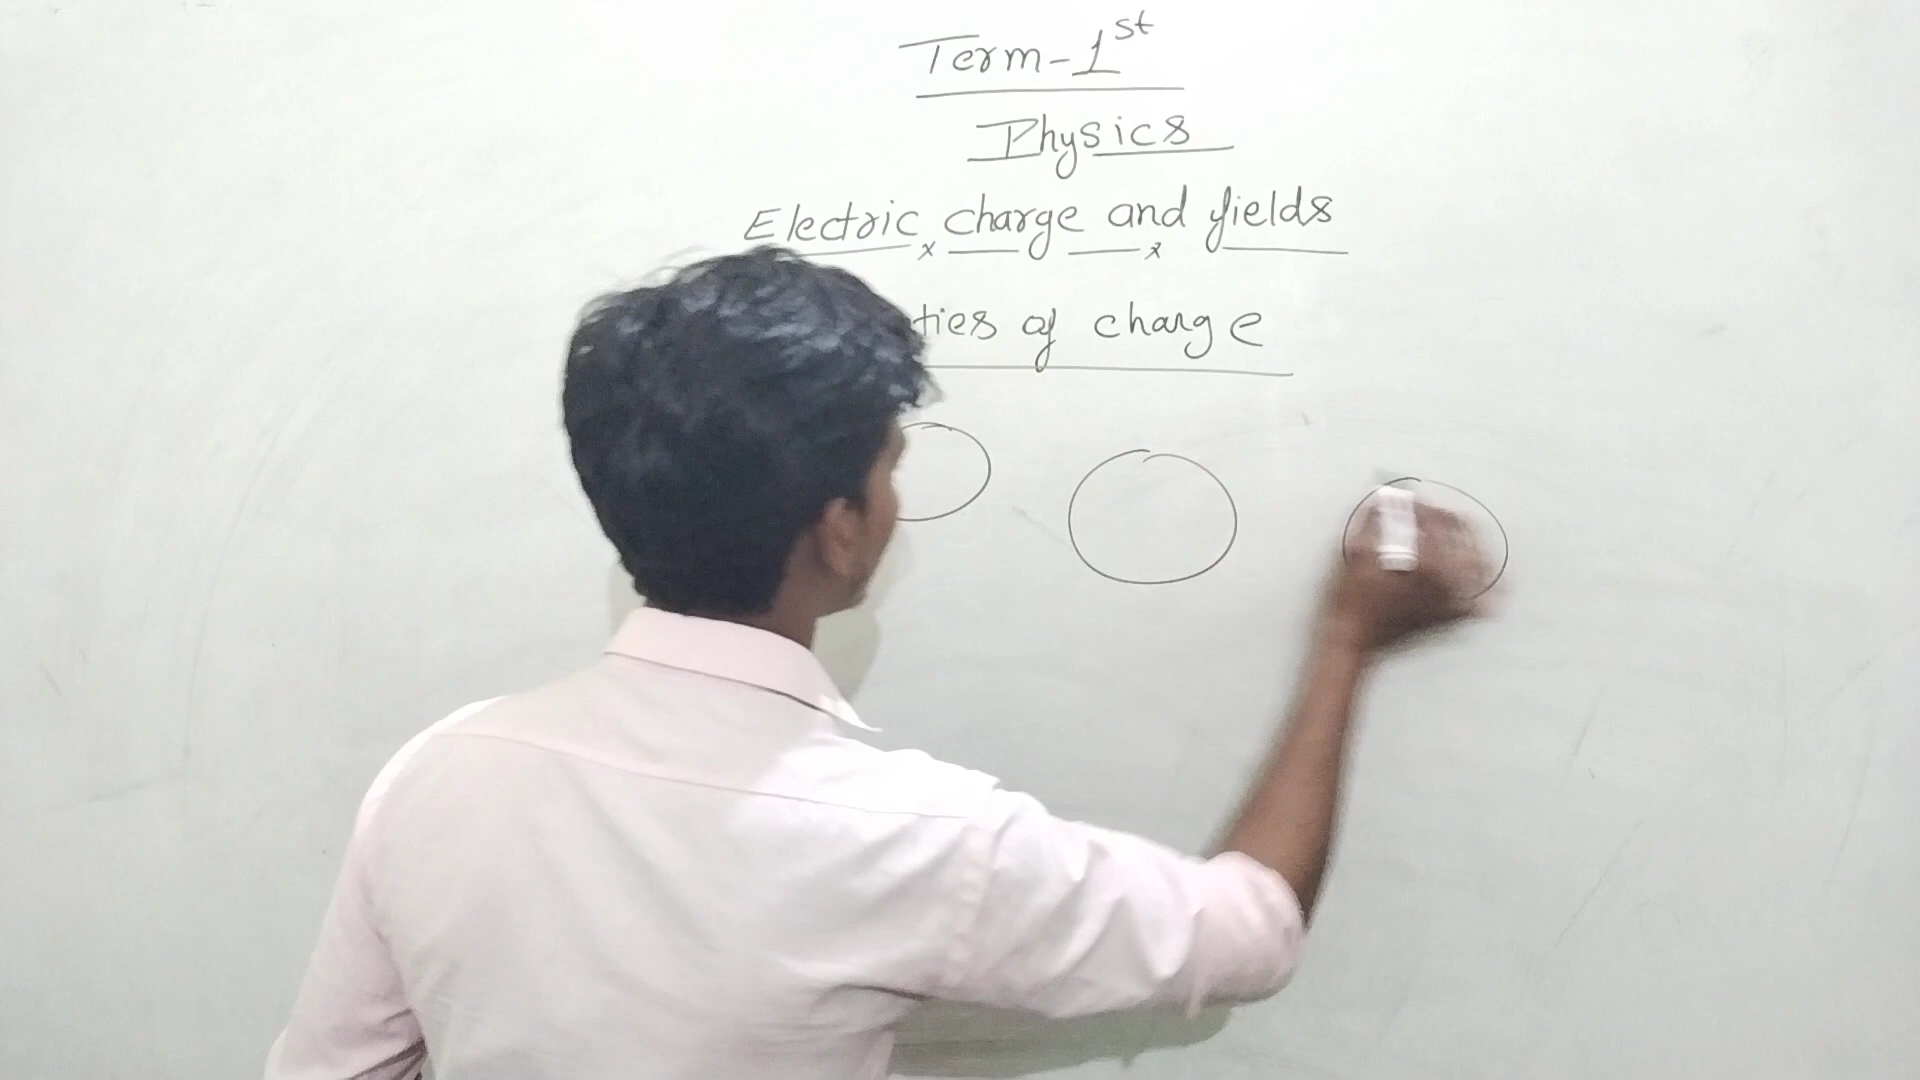 Term-1st
Physics
Electric charge and fields
ties of charge